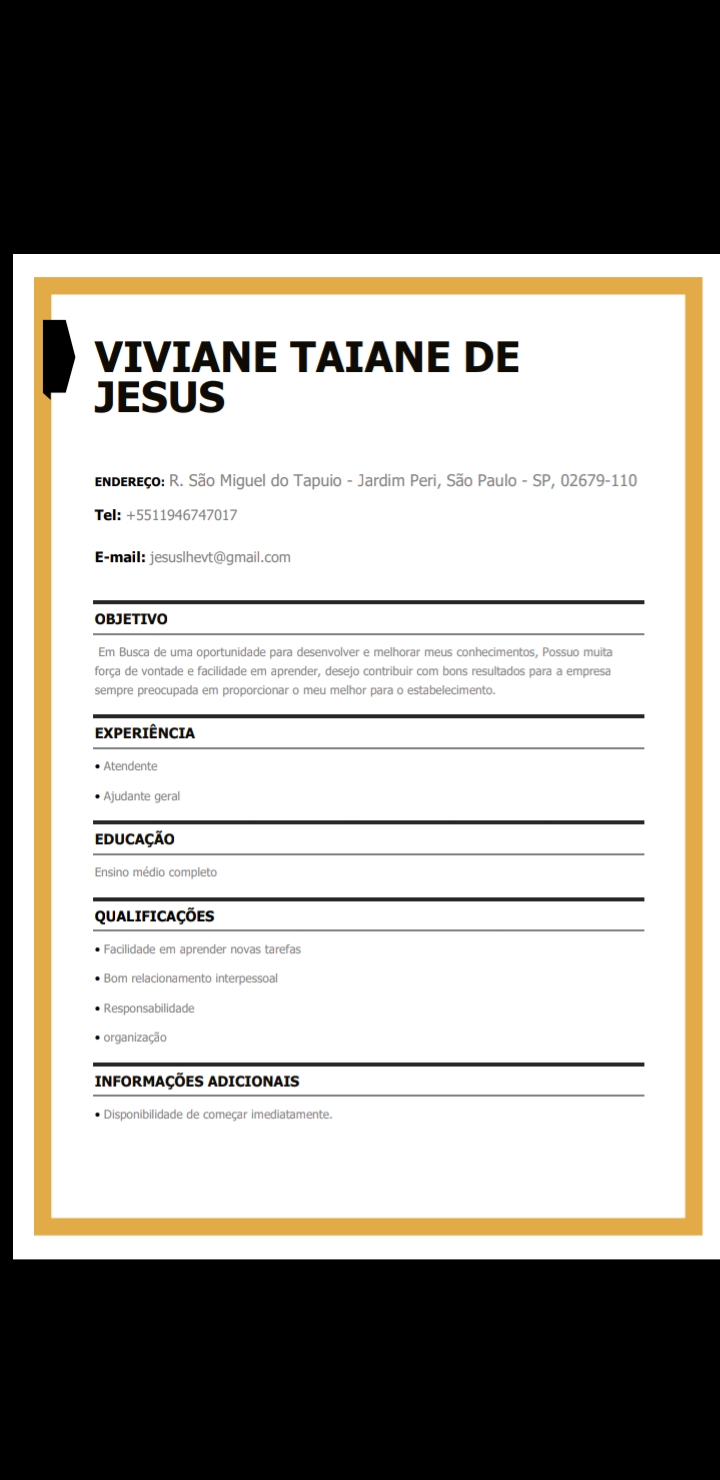 VIVIANE TAIANE DE
JESUS
ENDEREÇO: R. São Miguel do Tapuio - Jardim Peri, São Paulo - SP, 02679-110
Tel: +5511946747017
E-mail: jesuslhevt@gmail.com
OBJETIVO
Em Busca de uma oportunidade para desenvolver e melhorar meus conhecimentos, Possuo muita
força de vontade e facilidade em aprender, desejo contribuir com bons resultados para a empresa
sempre preocupada em proporcionar o meu melhor para o estabelecimento.
EXPERIÊNCIA
• Atendente
• Ajudante geral
EDUCAÇÃO
Ensino médio completo
QUALIFICAÇÕES
• Facilidade em aprender novas tarefas
• Bom relacionamento interpessoal
• Responsabilidade
• organização
INFORMAÇÕES ADICIONAIS
• Disponibilidade de começar imediatamente.